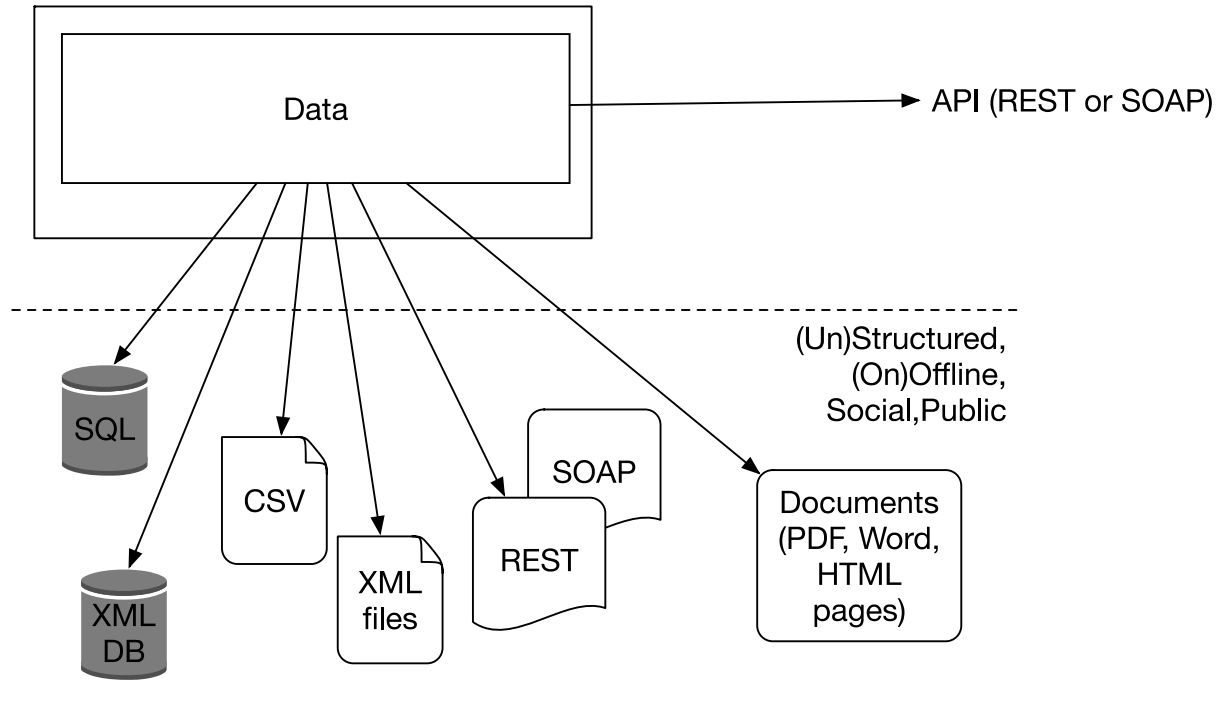 Data
API (REST or SOAP)
(Un)Structured,
(On)Offline,
Social,Public
SQL
CSV
SOAP
REST
XML
files
XML
DB
Documents
(PDF, Word,
HTML
pages)